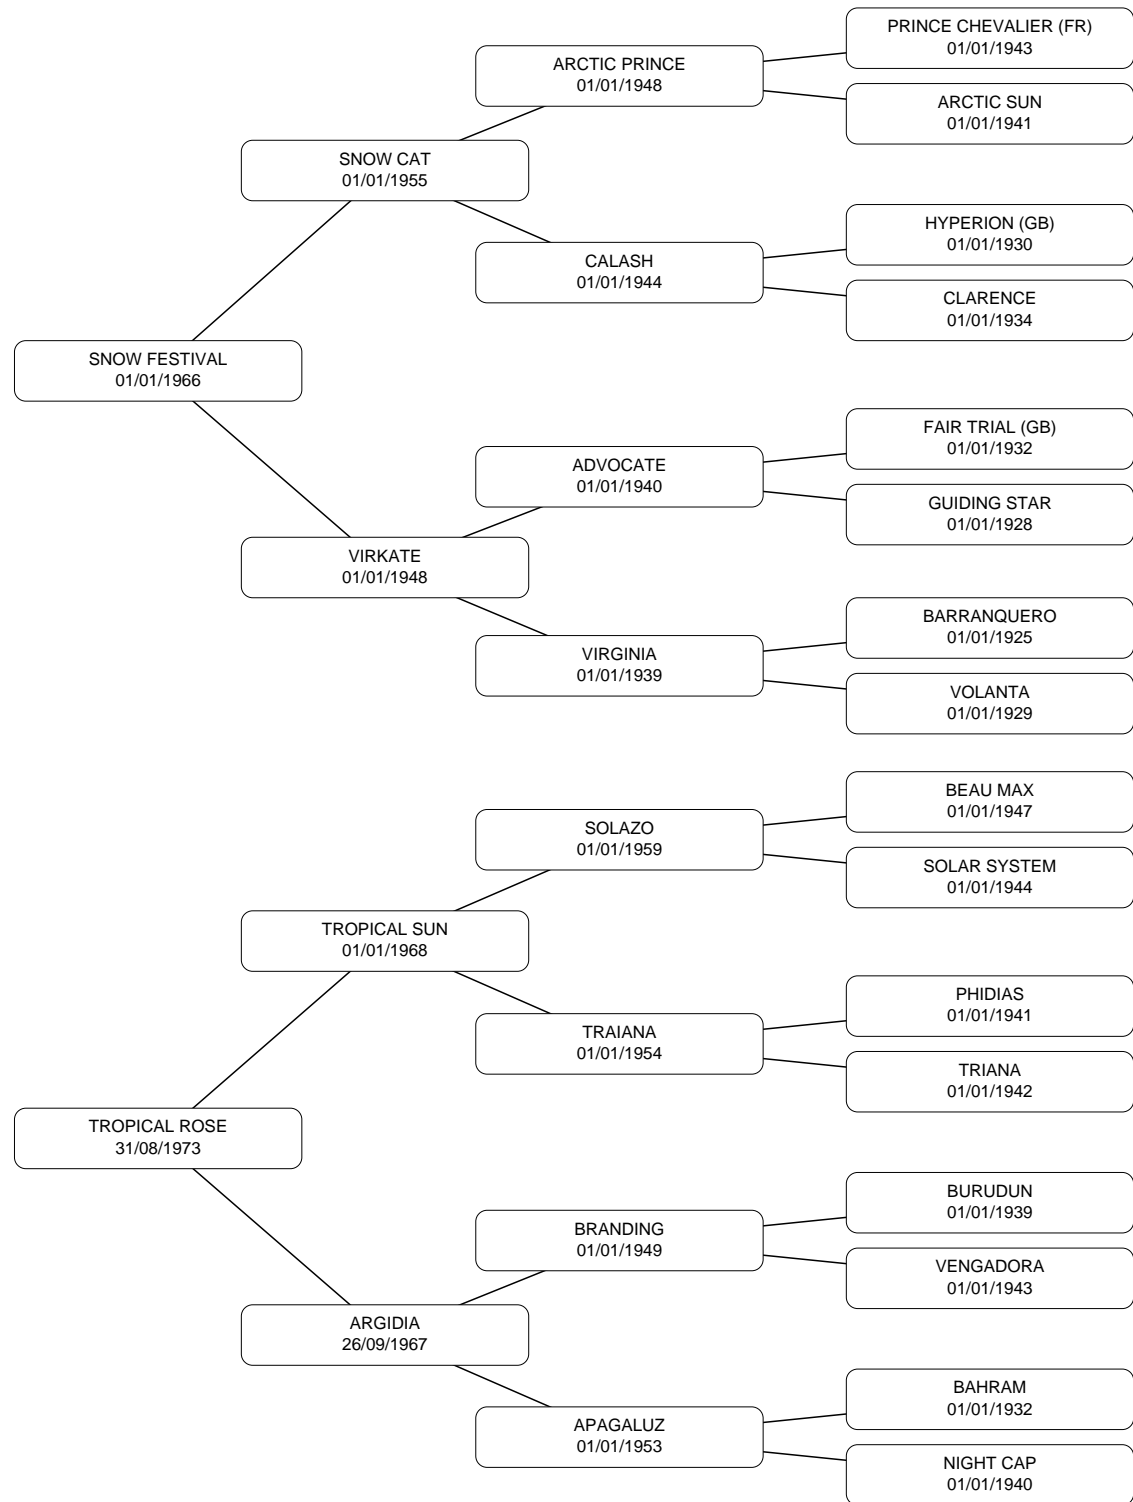 PRINCE CHEVALIER (FR)
01/01/1943
ARCTIC PRINCE
01/01/1948
ARCTIC SUN
01/01/1941
SNOW CAT
01/01/1955
HYPERION (GB)
01/01/1930
CALASH
01/01/1944
CLARENCE
01/01/1934
SNOW FESTIVAL
01/01/1966
FAIR TRIAL (GB)
01/01/1932
ADVOCATE
01/01/1940
GUIDING STAR
01/01/1928
VIRKATE
01/01/1948
BARRANQUERO
01/01/1925
VIRGINIA
01/01/1939
VOLANTA
01/01/1929
BEAU MAX
01/01/1947
SOLAZO
01/01/1959
SOLAR SYSTEM
01/01/1944
TROPICAL SUN
01/01/1968
PHIDIAS
01/01/1941
TRAIANA
01/01/1954
TRIANA
01/01/1942
TROPICAL ROSE
31/08/1973
BURUDUN
01/01/1939
BRANDING
01/01/1949
VENGADORA
01/01/1943
ARGIDIA
26/09/1967
BAHRAM
01/01/1932
APAGALUZ
01/01/1953
NIGHT CAP
01/01/1940